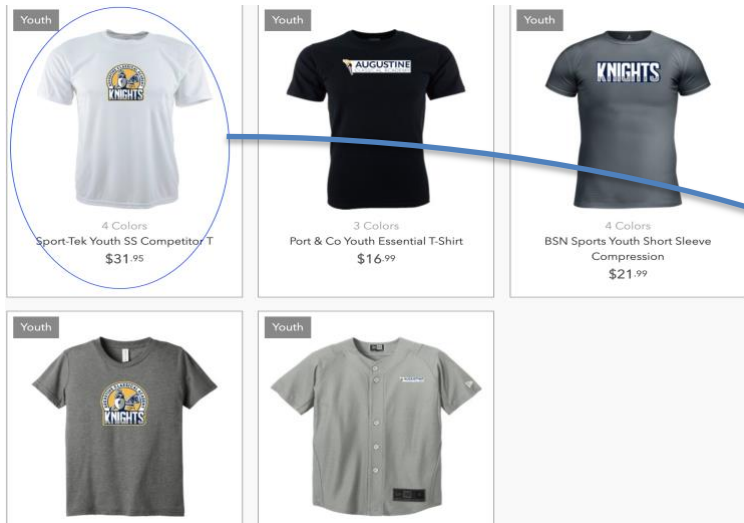 Youth
KNIGHTS
4 Colors
Sport-Tek Youth SS Competitor T
$31.95
Youth
AUGUSTINE
3 Colors
Port & Co Youth Essential T-Shirt
$16.99
Youth
KNIGHTS
4 Colors
BSN Sports Youth Short Sleeve
Compression
$21.99
Youth
KNIGHTS
Youth